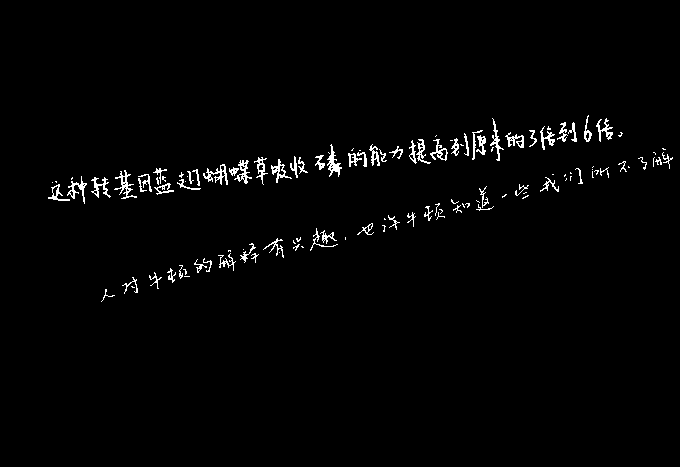 这种转基因蓝翅蝴蝶草吸收磷的能力提高到原来的3倍到6倍。
人对牛顿的解释有兴趣，也许牛顿知道一些我们所不了解